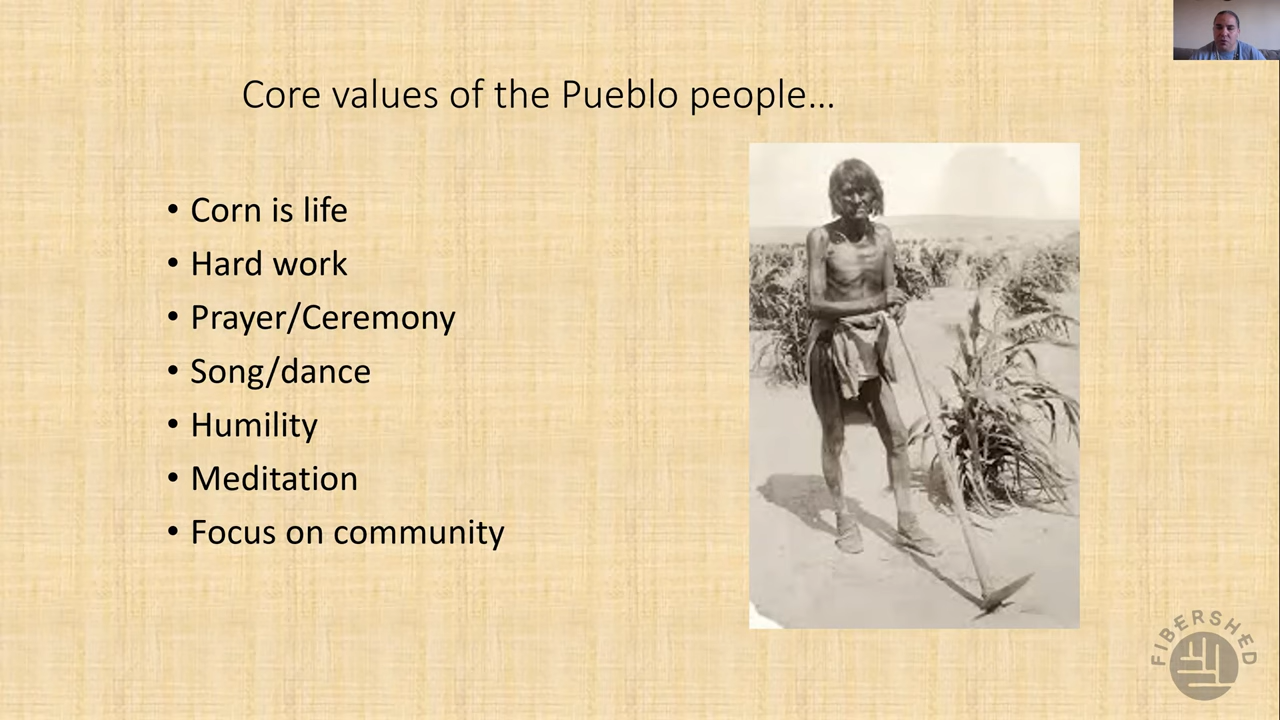 Core values of the Pueblo people...
• Corn is life
• Hard work
• Prayer/Ceremony
• Song/dance
• Humility
• Meditation
• Focus on community
FIBERSHED